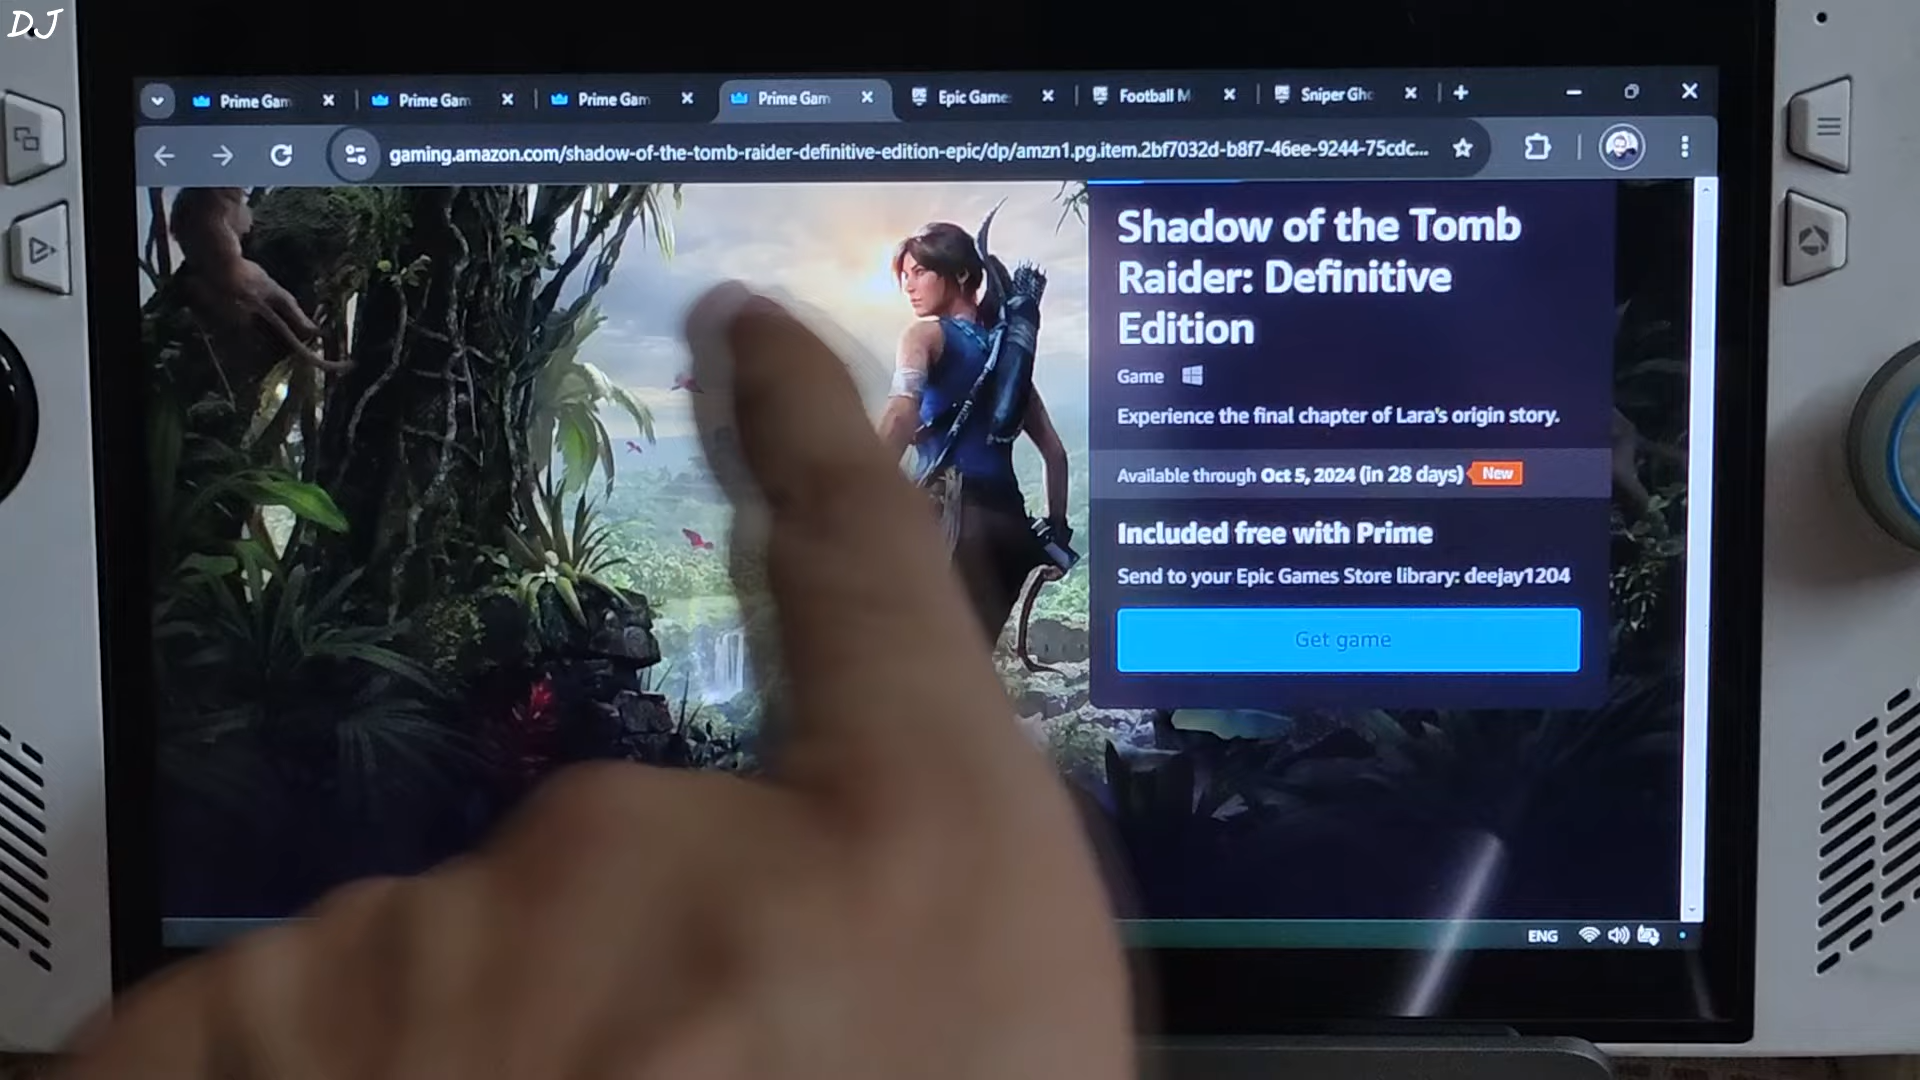 DJ
Prime Gam
Prime Gam
Prime Gam
Prime Gam
Epic Game
Football M
Sniper Gho
gaming.amazon.com/shadow-of-the-tomb-raider-definitive-edition-epic/dp/amzn1.pg.item.2bf7032d-b8f7-46ee-9244-75cdc...
Shadow of the Tomb
Raider: Definitive
Edition
Game
Experience the final chapter of Lara's origin story.
Available through Oct 5, 2024 (in 28 days) New
Included free with Prime
Send to your Epic Games Store library: deejay1204
Get game
ENG